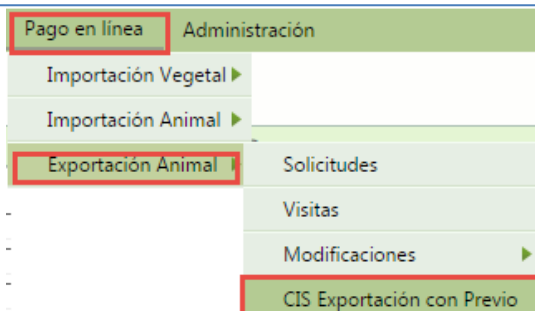 Pago en línea Administración
Importación Vegetal
Importación Animal
Exportación Animal Solicitudes
Visitas
Modificaciones
CIS Exportación con Previo